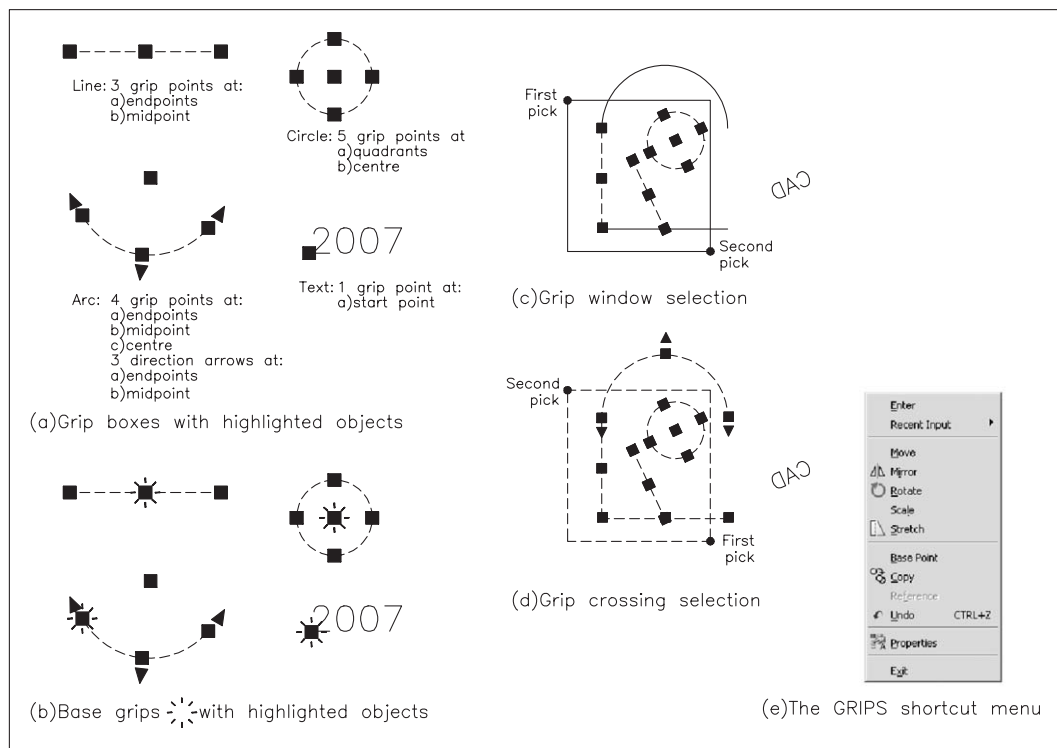 Line: 3 grip points at:
a)endpoints
b)midpoint
Circle: 5 grip points at
a)quadrants
b)centre
2007
Arc: 4 grip points at:
a)endpoints
b)midpoint
c)centre
3 direction arrows at:
a)endpoints
b)midpoint
Text: 1 grip point at:
a)start point
(a)Grip boxes with highlighted objects
2007
(b)Base grips with highlighted objects
First
pick
CAD
Second
pick
(c)Grip window selection
Second
pick
CAD
First
pick
(d)Grip crossing selection
Enter
Recent Input
Move
Mirror
Rotate
Scale
Stretch
Base Point
Copy
Reference
Undo CTRL+Z
Properties
Exit
(e)The GRIPS shortcut menu